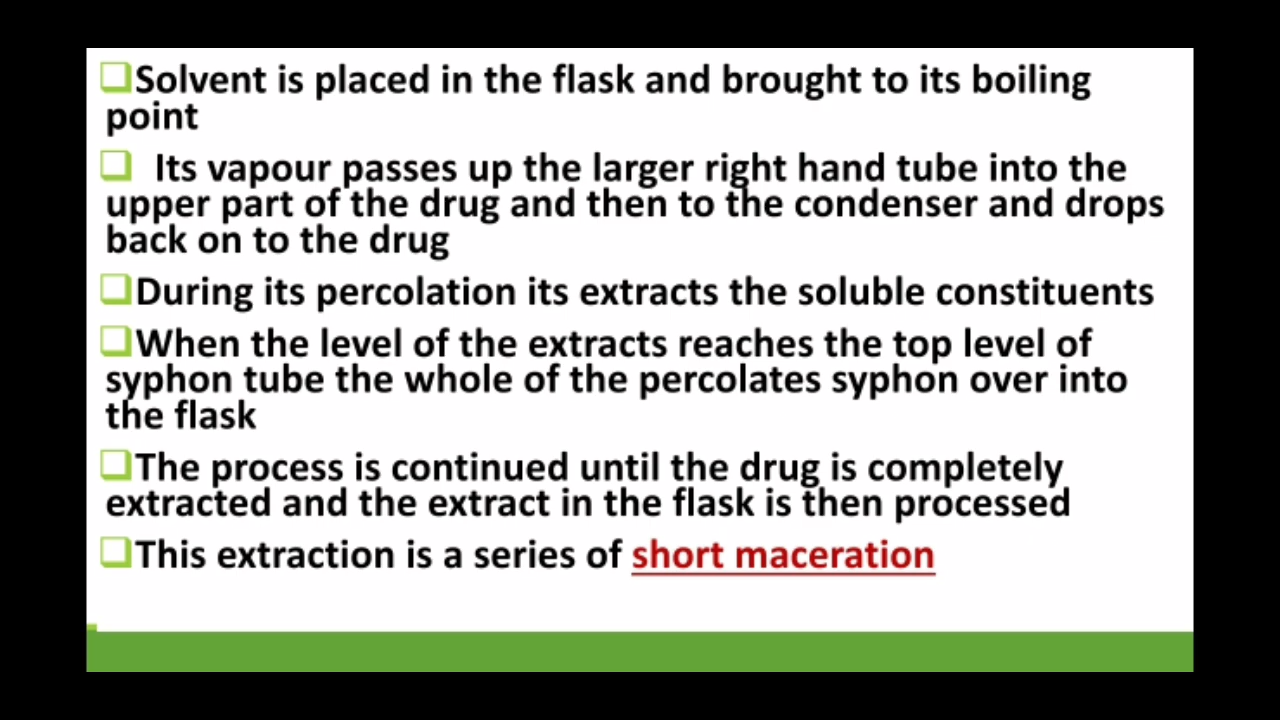 Solvent is placed in the flask and brought to its boiling
point
Its vapour passes up the larger right hand tube into the
upper part of the drug and then to the condenser and drops
back on to the drug
During its percolation its extracts the soluble constituents
When the level of the extracts reaches the top level of
syphon tube the whole of the percolates syphon over into
the flask
The process is continued until the drug is completely
extracted and the extract in the flask is then processed
This extraction is a series of short maceration